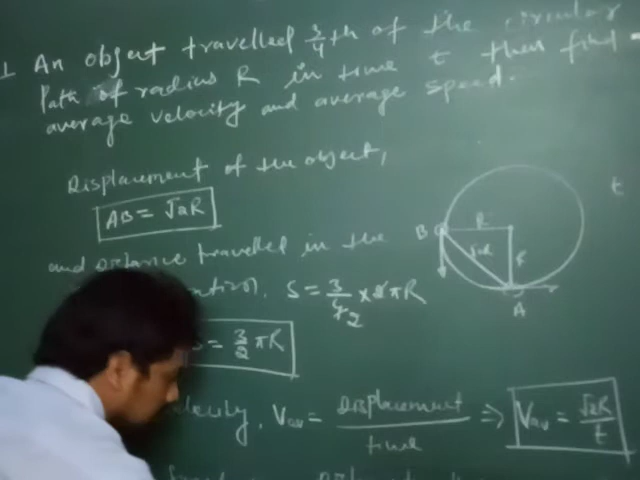 1 An object travelled 3/4 th of the circular
Path of radius R in time t then find
average velocity and average speed.
Displacement of the object,
AB = √2R
and distance travelled in the
S = 3/4 × 2πR
2
= 3/2 πR
Vav = Displacement / time ⇒ Vav = √2R / t
t
B R
√2R
R
A